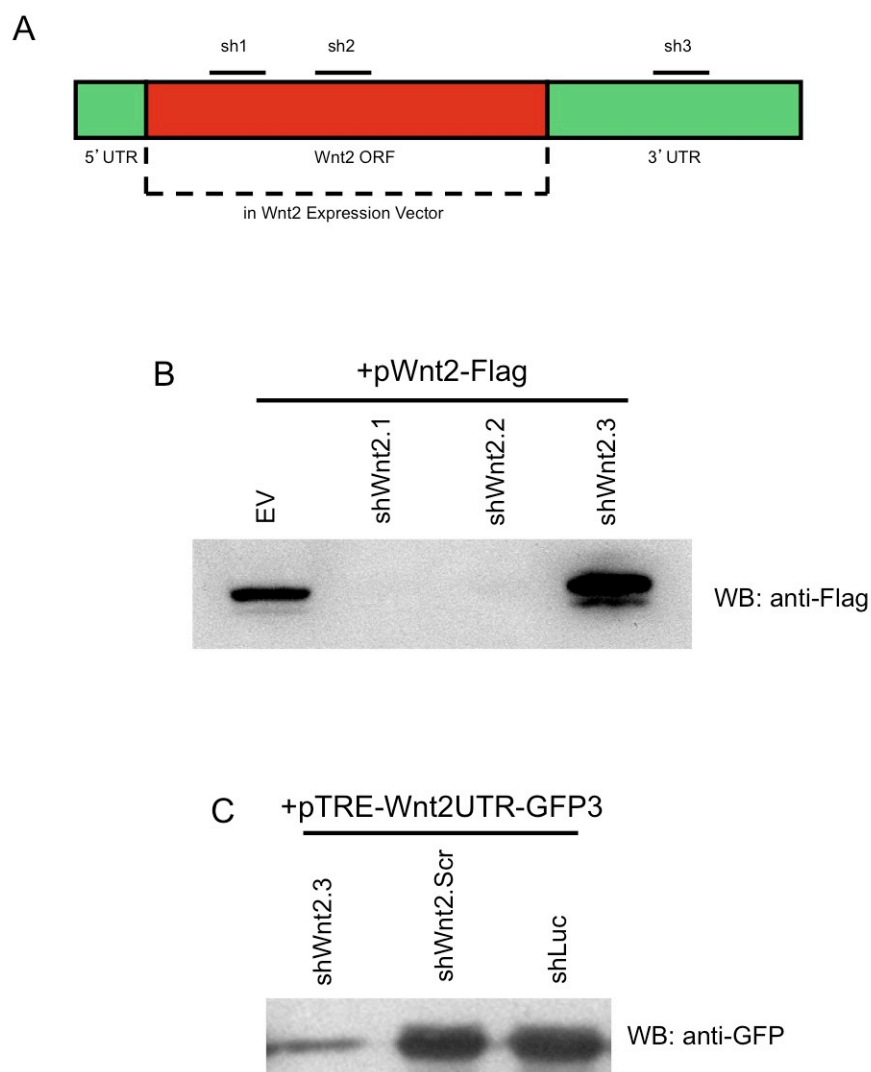 A
sh1 sh2 sh3
5' UTR Wnt2 ORF 3' UTR
in Wnt2 Expression Vector
B
+pWnt2-Flag
EV shWnt2.1 shWnt2.2 shWnt2.3
WB: anti-Flag
C
+pTRE-Wnt2UTR-GFP3
shWnt2.3 shWnt2.Scr shLuc
WB: anti-GFP